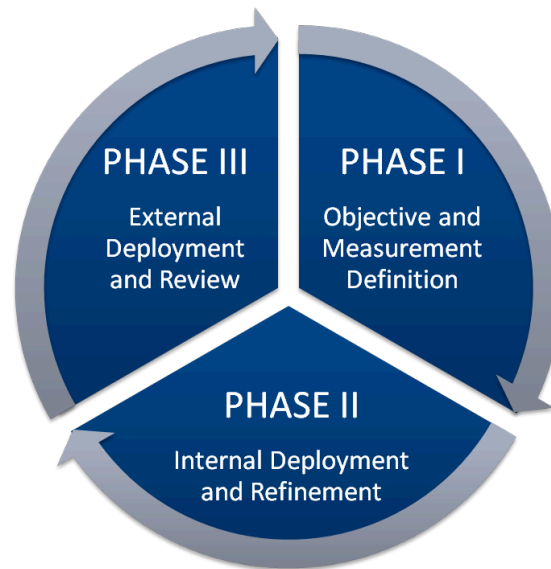 PHASE I
Objective and
Measurement
Definition
PHASE II
Internal Deployment
and Refinement
PHASE III
External
Deployment
and Review